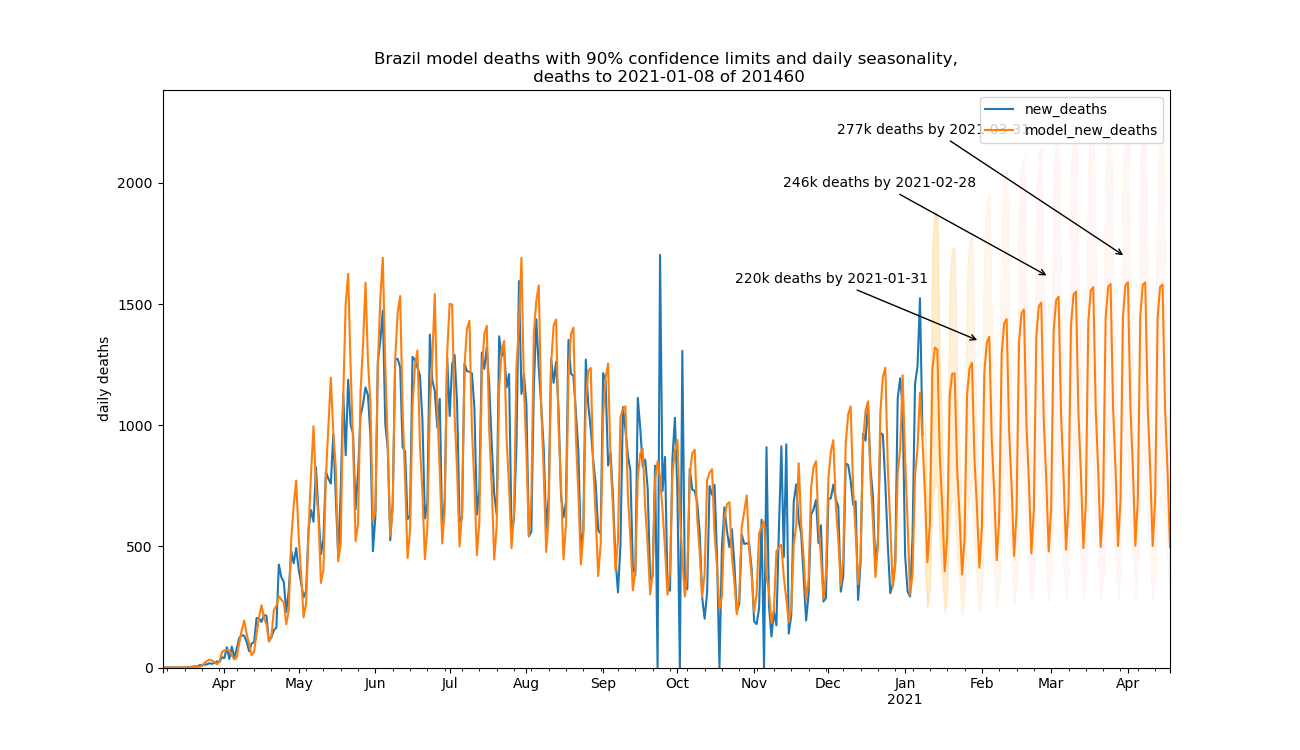 Brazil model deaths with 90% confidence limits and daily seasonality,
deaths to 2021-01-08 of 201460
new_deaths
model_new_deaths
277k deaths by 2021-03-31
246k deaths by 2021-02-28
220k deaths by 2021-01-31
daily deaths
2000
1500
1000
500
0
Apr May Jun Jul Aug Sep Oct Nov Dec Jan Feb Mar Apr
2021